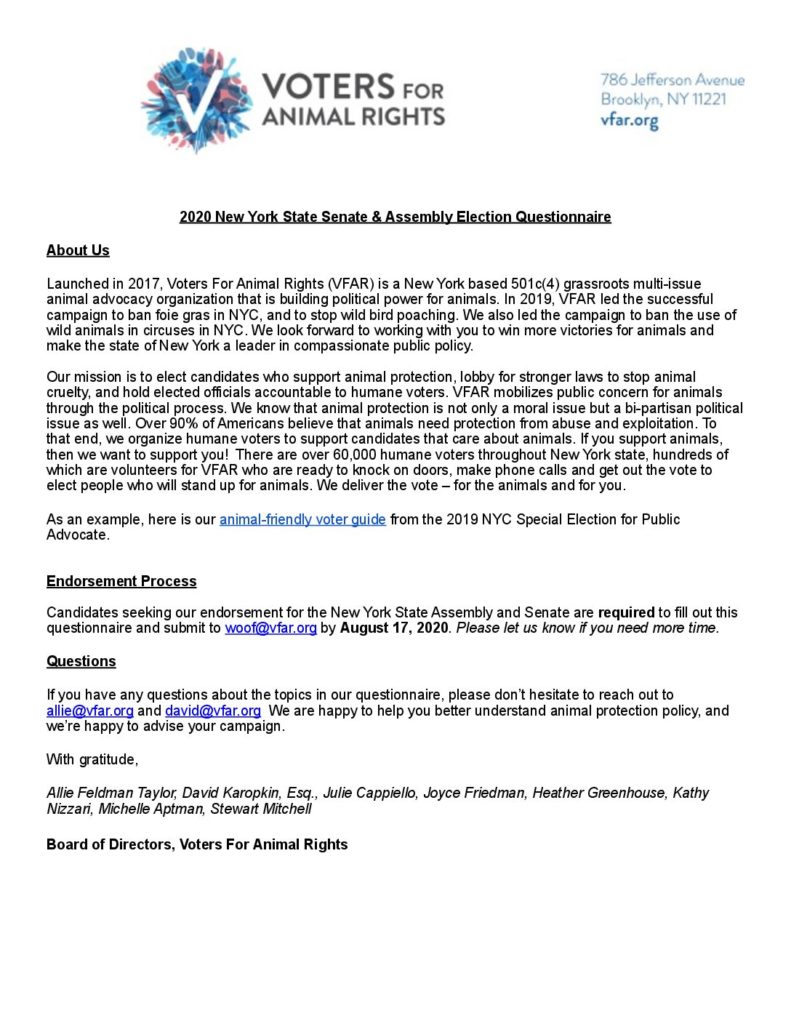 VOTERS FOR
ANIMAL RIGHTS
786 Jefferson Avenue
Brooklyn, NY 11221
vfar.org
2020 New York State Senate & Assembly Election Questionnaire
About Us
Launched in 2017, Voters For Animal Rights (VFAR) is a New York based 501c(4) grassroots multi-issue
animal advocacy organization that is building political power for animals. In 2019, VFAR led the successful
campaign to ban foie gras in NYC, and to stop wild bird poaching. We also led the campaign to ban the use of
wild animals in circuses in NYC. We look forward to working with you to win more victories for animals and
make the state of New York a leader in compassionate public policy.
Our mission is to elect candidates who support animal protection, lobby for stronger laws to stop animal
cruelty, and hold elected officials accountable to humane voters. VFAR mobilizes public concern for animals
through the political process. We know that animal protection is not only a moral issue but a bi-partisan political
issue as well. Over 90% of Americans believe that animals need protection from abuse and exploitation. To
that end, we organize humane voters to support candidates that care about animals. If you support animals,
then we want to support you!  There are over 60,000 humane voters throughout New York state, hundreds of
which are volunteers for VFAR who are ready to knock on doors, make phone calls and get out the vote to
elect people who will stand up for animals. We deliver the vote – for the animals and for you.
As an example, here is our animal-friendly voter guide from the 2019 NYC Special Election for Public
Advocate.
Endorsement Process
Candidates seeking our endorsement for the New York State Assembly and Senate are required to fill out this
questionnaire and submit to woof@vfar.org by August 17, 2020. Please let us know if you need more time.
Questions
If you have any questions about the topics in our questionnaire, please don't hesitate to reach out to
allie@vfar.org and david@vfar.org  We are happy to help you better understand animal protection policy, and
we're happy to advise your campaign.
With gratitude,
Allie Feldman Taylor, David Karopkin, Esq., Julie Cappiello, Joyce Friedman, Heather Greenhouse, Kathy
Nizzari, Michelle Aptman, Stewart Mitchell
Board of Directors, Voters For Animal Rights